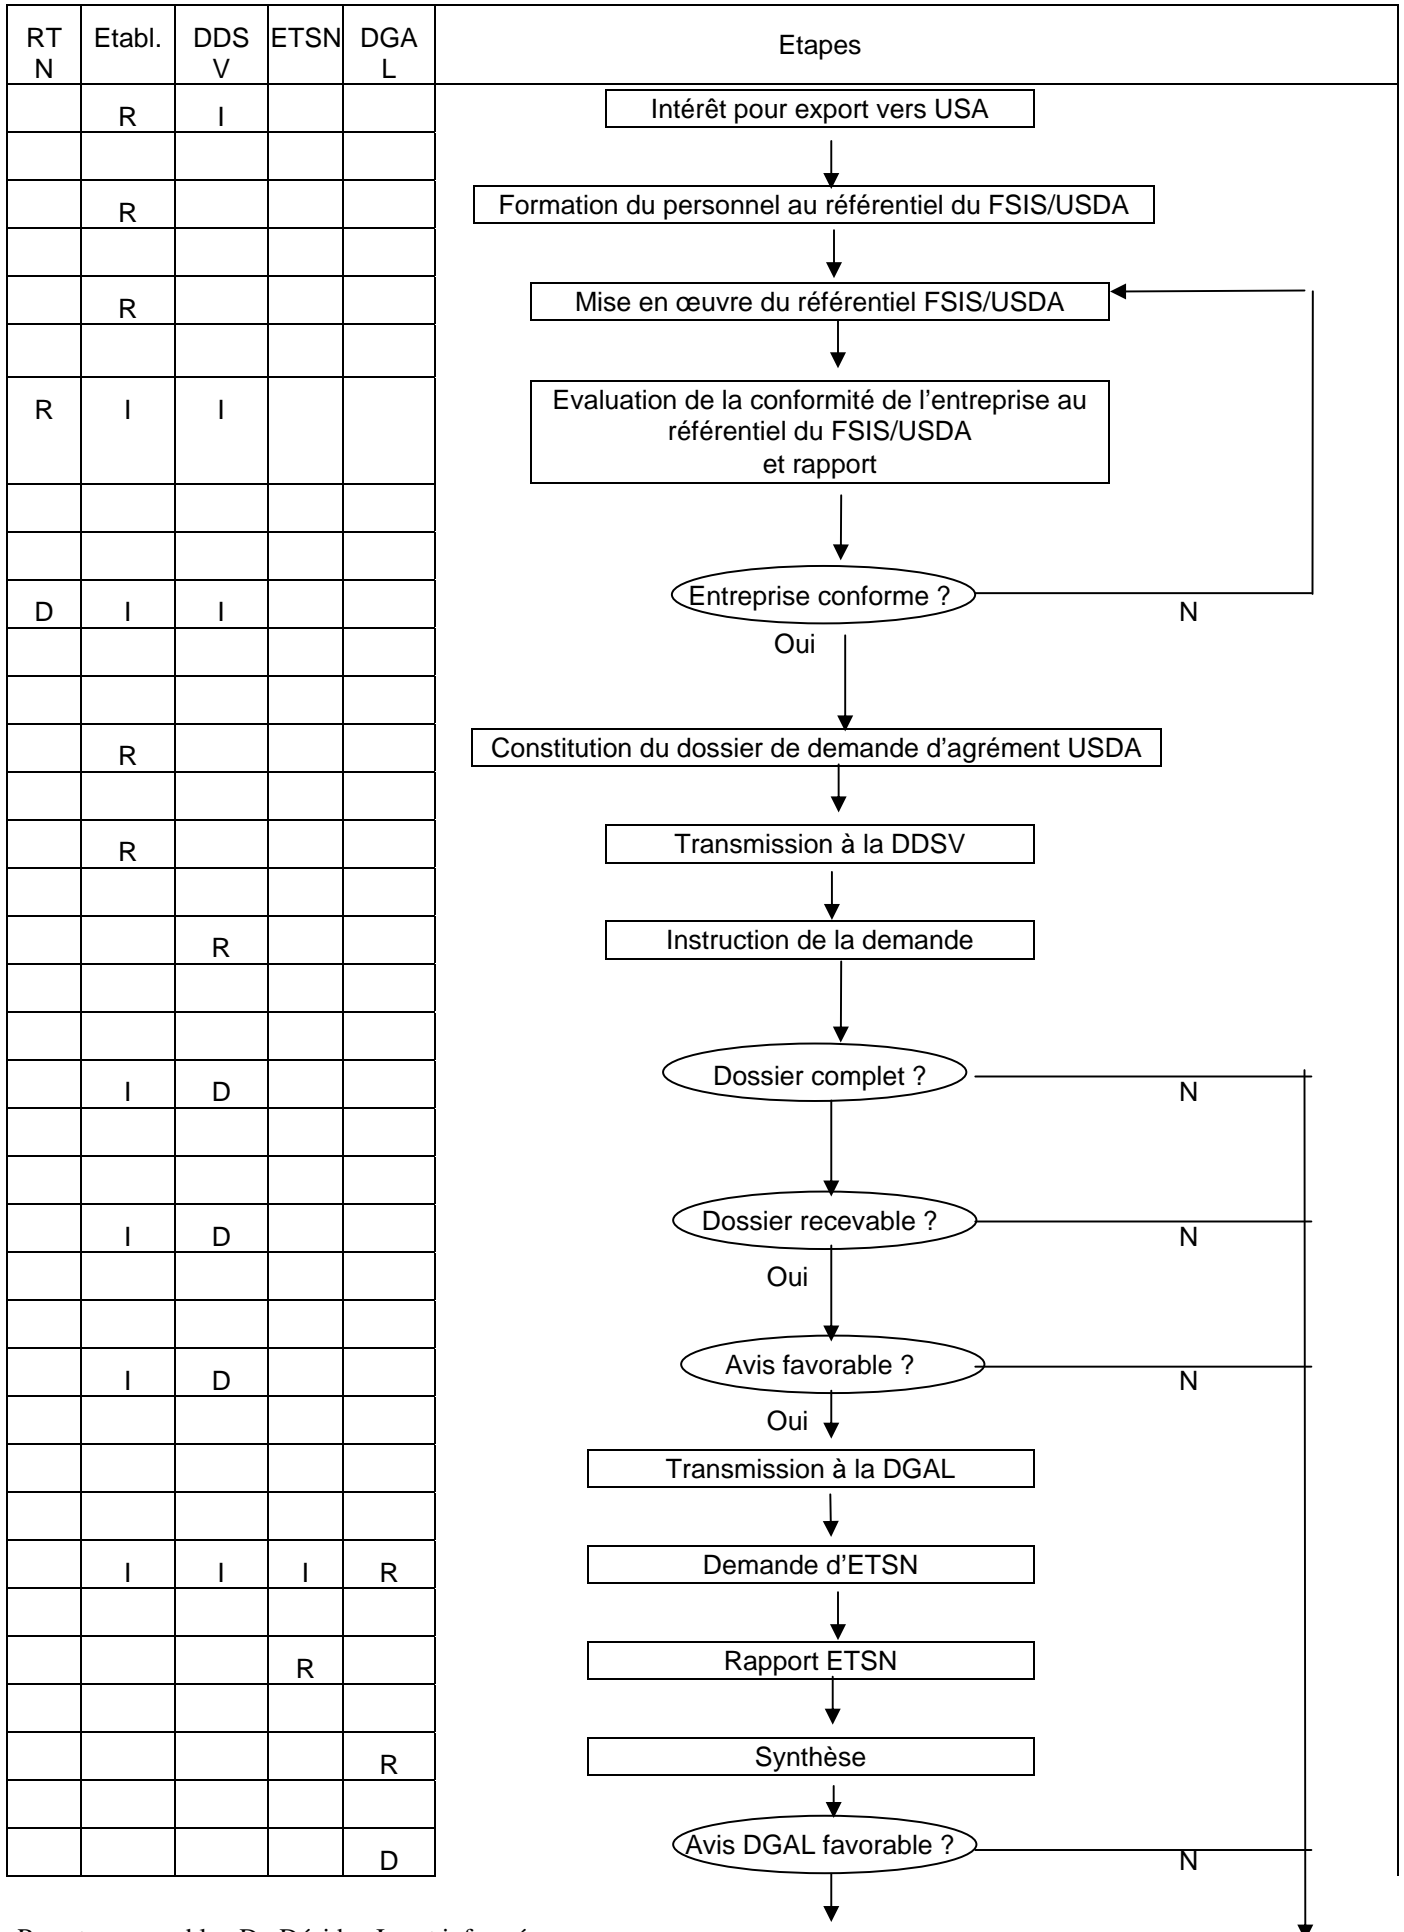 RT Etabl. DDS ETSN DGA Etapes
N V L
R I Intérêt pour export vers USA
R Formation du personnel au référentiel du FSIS/USDA
R Mise en œuvre du référentiel FSIS/USDA
R I I Evaluation de la conformité de l’entreprise au
référentiel du FSIS/USDA
et rapport
D I I Entreprise conforme ? N
Oui
R Constitution du dossier de demande d’agrément USDA
R Transmission à la DDSV
R Instruction de la demande
I D Dossier complet ? N
I D Dossier recevable ? N
Oui
I D Avis favorable ? N
Oui
Transmission à la DGAL
I I I R Demande d’ETSN
R Rapport ETSN
R Synthèse
D Avis DGAL favorable ? N